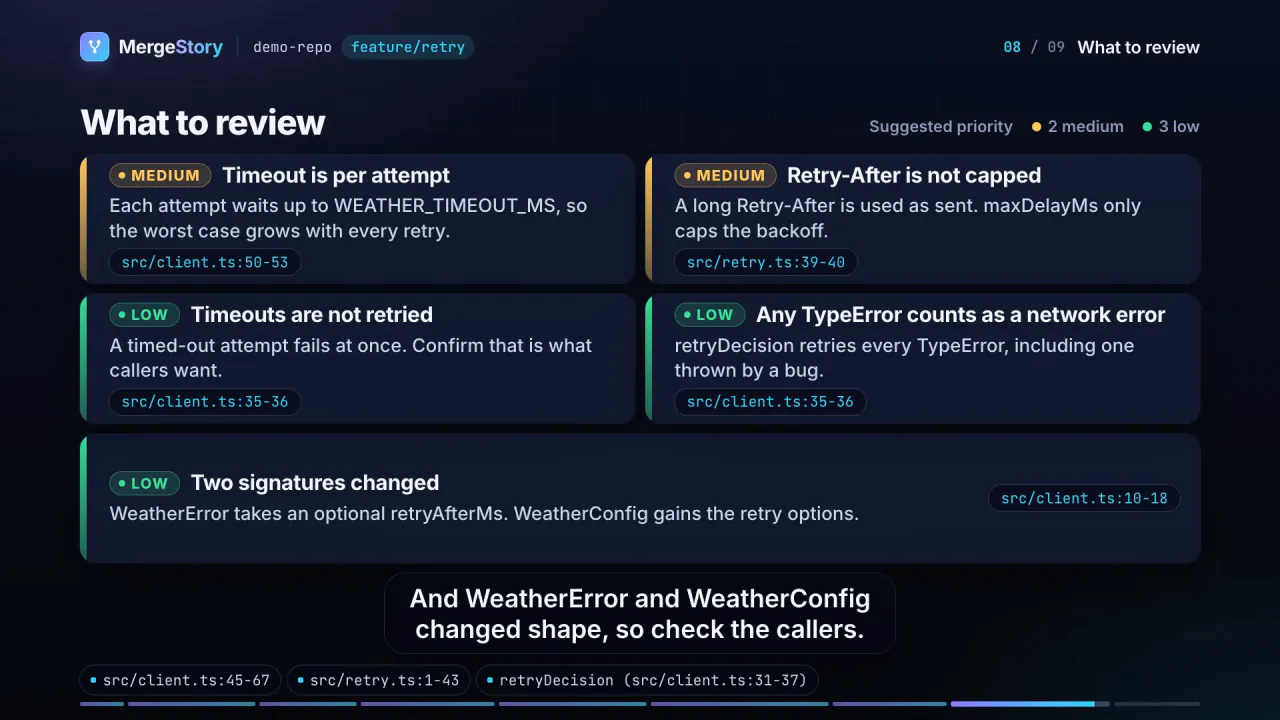 MergeStory demo-repo feature/retry 08 / 09 What to review
What to review
Suggested priority 2 medium 3 low
MEDIUM Timeout is per attempt
Each attempt waits up to WEATHER_TIMEOUT_MS, so
the worst case grows with every retry.
src/client.ts:50-53
MEDIUM Retry-After is not capped
A long Retry-After is used as sent. maxDelayMs only
caps the backoff.
src/retry.ts:39-40
LOW Timeouts are not retried
A timed-out attempt fails at once. Confirm that is what
callers want.
src/client.ts:35-36
LOW Any TypeError counts as a network error
retryDecision retries every TypeError, including one
thrown by a bug.
src/client.ts:35-36
LOW Two signatures changed
WeatherError takes an optional retryAfterMs. WeatherConfig gains the retry options.
src/client.ts:10-18
And WeatherError and WeatherConfig
changed shape, so check the callers.
src/client.ts:45-67 src/retry.ts:1-43 retryDecision (src/client.ts:31-37)